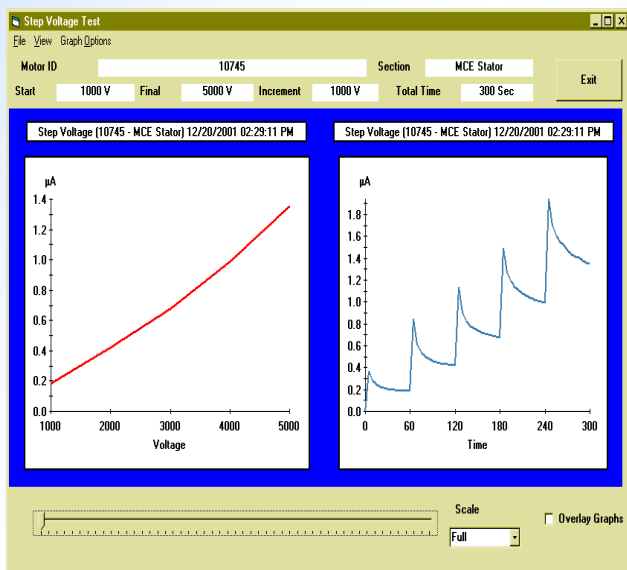 Step Voltage Test
File View Graph Options
Motor ID 10745 Section MCE Stator
Exit
Start 1000 V Final 5000 V Increment 1000 V Total Time 300 Sec
Step Voltage (10745 - MCE Stator) 12/20/2001 02:29:11 PM
µA
1.4
1.2
1.0
0.8
0.6
0.4
0.2
0.0
1000 2000 3000 4000 5000
Voltage
Step Voltage (10745 - MCE Stator) 12/20/2001 02:29:11 PM
µA
1.8
1.6
1.4
1.2
1.0
0.8
0.6
0.4
0.2
0.0
0 60 120 180 240 300
Time
Scale
Full
Overlay Graphs